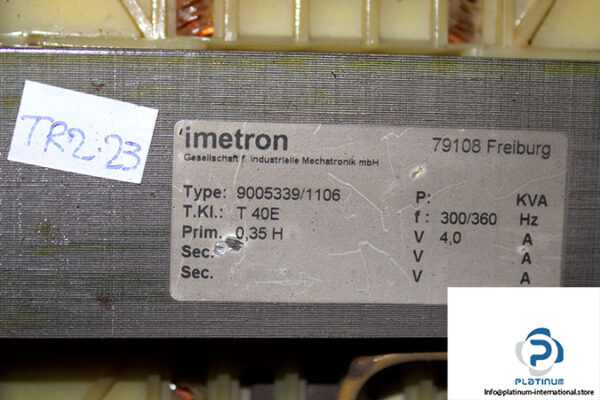 TR2.23
imetron
79108 Freiburg
Gesellschaft f. industrielle Mechatronik mbH
Type: 9005339/1106 P: KVA
T.Kl.: T 40E f : 300/360 Hz
Prim. 0,35 H V 4,0 A
Sec. V A
Sec. V A
P
PLATINUM
Info@platinum-international.store